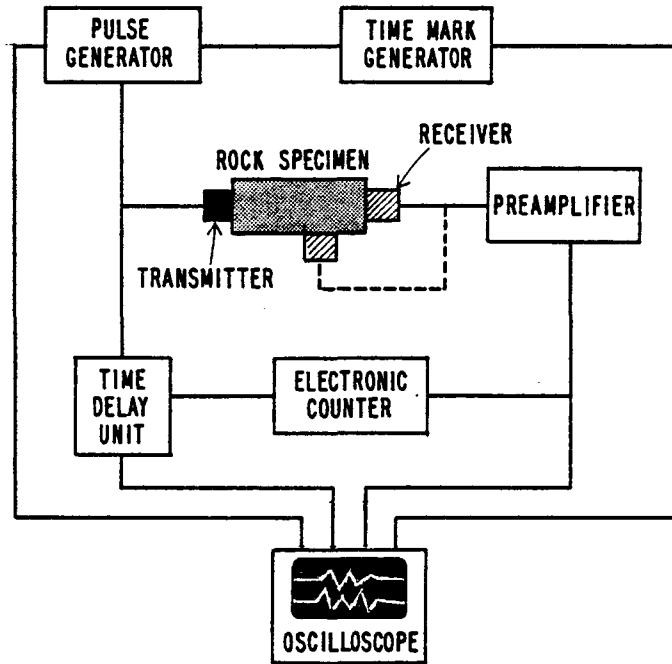 PULSE
GENERATOR
TIME MARK
GENERATOR
RECEIVER
ROCK SPECIMEN
PREAMPLIFIER
TRANSMITTER
TIME
DELAY
UNIT
ELECTRONIC
COUNTER
OSCILLOSCOPE